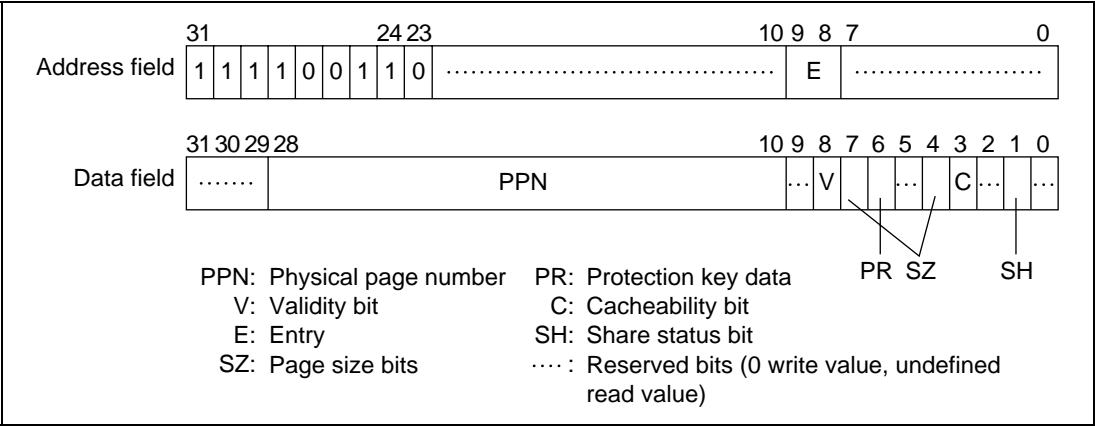 31 24 23 10 9 8 7 0
Address field 1 1 1 1 0 0 1 1 0 ................ E ................
31 30 29 28 10 9 8 7 6 5 4 3 2 1 0
Data field ....... PPN ... V ... C ... ...
PR SZ SH
PPN: Physical page number PR: Protection key data
V: Validity bit C: Cacheability bit
E: Entry SH: Share status bit
SZ: Page size bits ....: Reserved bits (0 write value, undefined
read value)